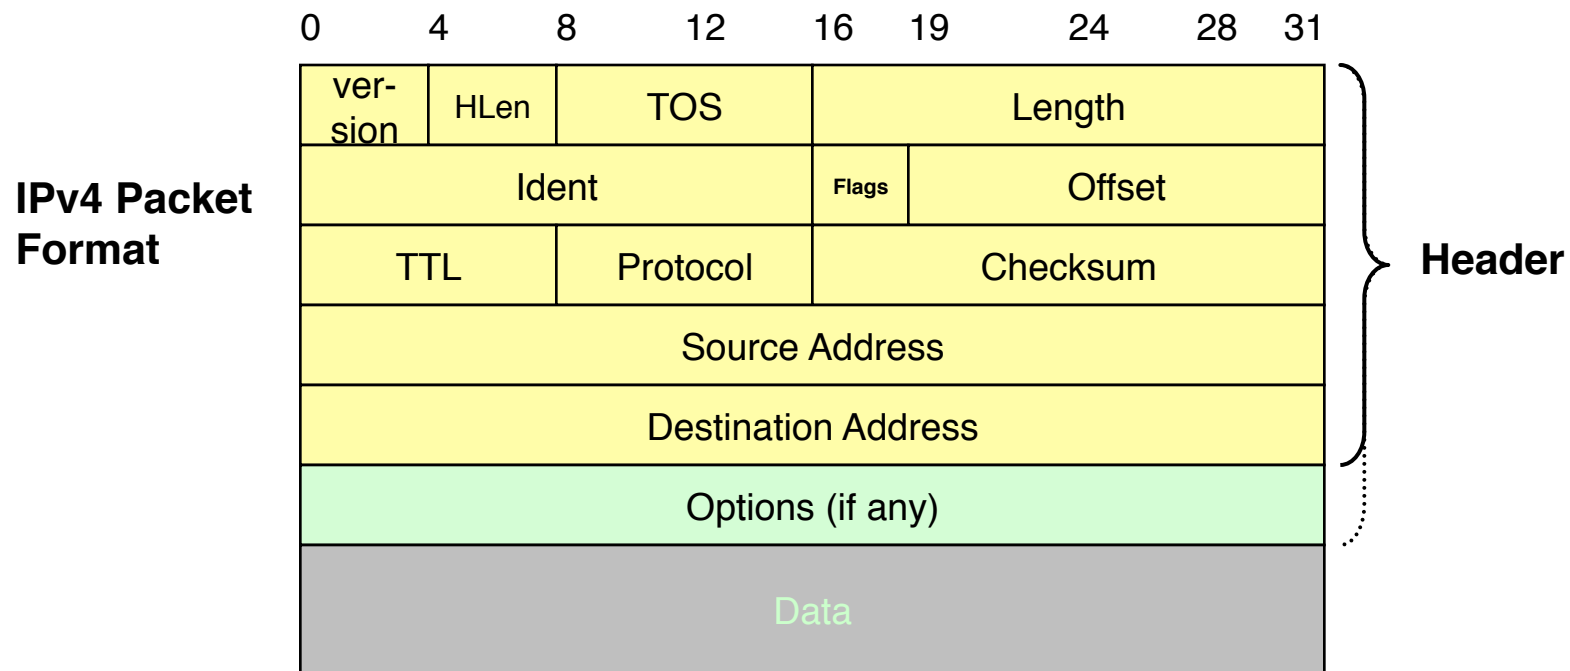 0 4 8 12 16 19 24 28 31
ver-
sion
HLen
TOS
Length
IPv4 Packet
Format
Ident
Flags
Offset
TTL
Protocol
Checksum
Header
Source Address
Destination Address
Options (if any)
Data